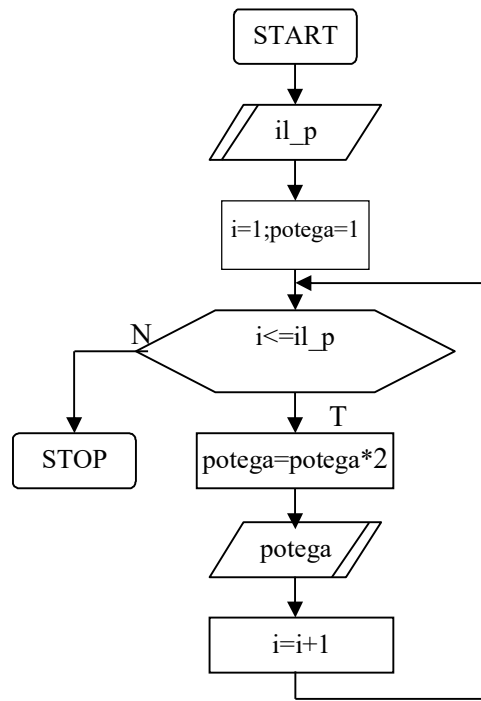 START
il_p
i=1;potega=1
i<=il_p
N
T
STOP
potega=potega*2
potega
i=i+1